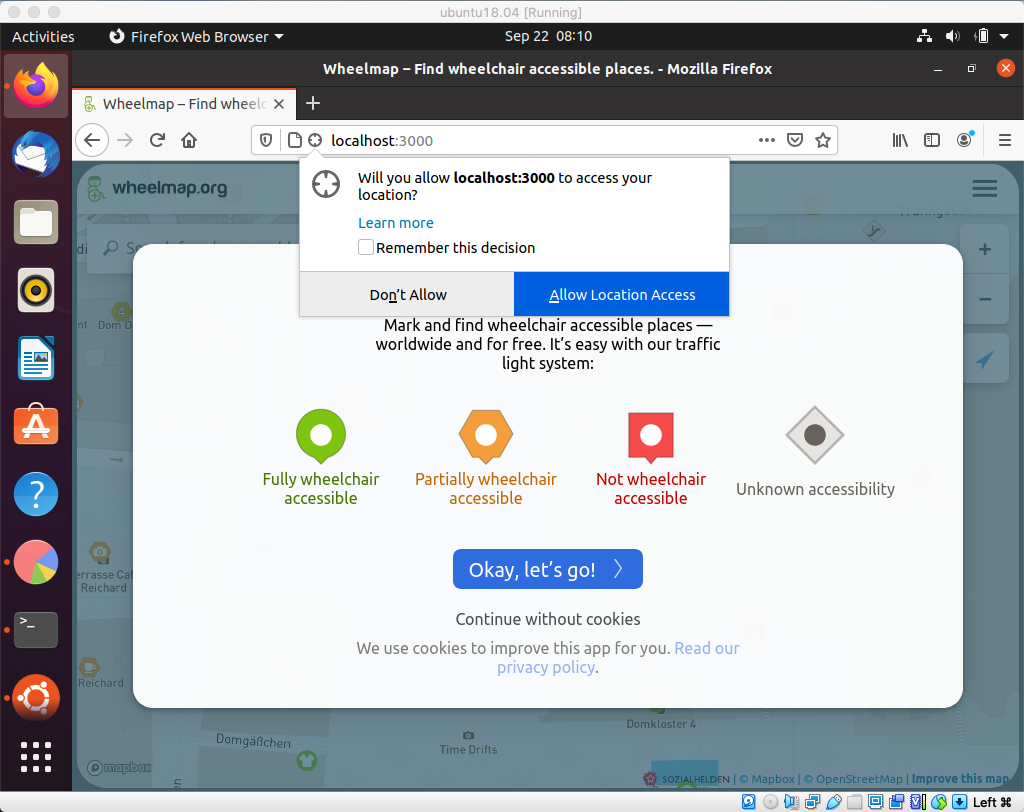 ubuntu18.04 [Running]
Activities
Firefox Web Browser
Sep 22 08:10
Wheelmap – Find wheelchair accessible places. - Mozilla Firefox
Wheelmap – Find wheelc
localhost:3000
wheelmap.org
Will you allow localhost:3000 to access your
location?
Learn more
Remember this decision
Don't Allow
Allow Location Access
4
Dom D
Mark and find wheelchair accessible places —
worldwide and for free. It's easy with our traffic
light system:
Fully wheelchair
accessible
Partially wheelchair
accessible
Not wheelchair
accessible
Unknown accessibility
Okay, let's go!
Continue without cookies
We use cookies to improve this app for you. Read our
privacy policy.
errasse Caf
Reichard
Reichard
Domkloster 4
Domgäßchen
Time Drifts
mapbox
SOZIALHELDEN | © Mapbox | © OpenStreetMap | Improve this map
Left ⌘